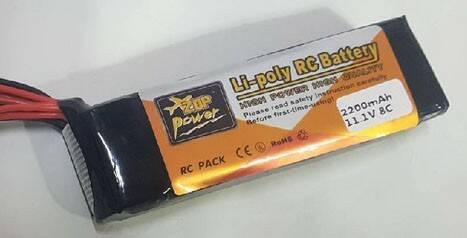 Li-poly RC Battery
HIGH POWER HIGH QUALITY
Please read safety instruction carefully
Before first-(ime-using)!
ZOP
power
2200mAh
11.1V 8C
RC PACK CE RoHS